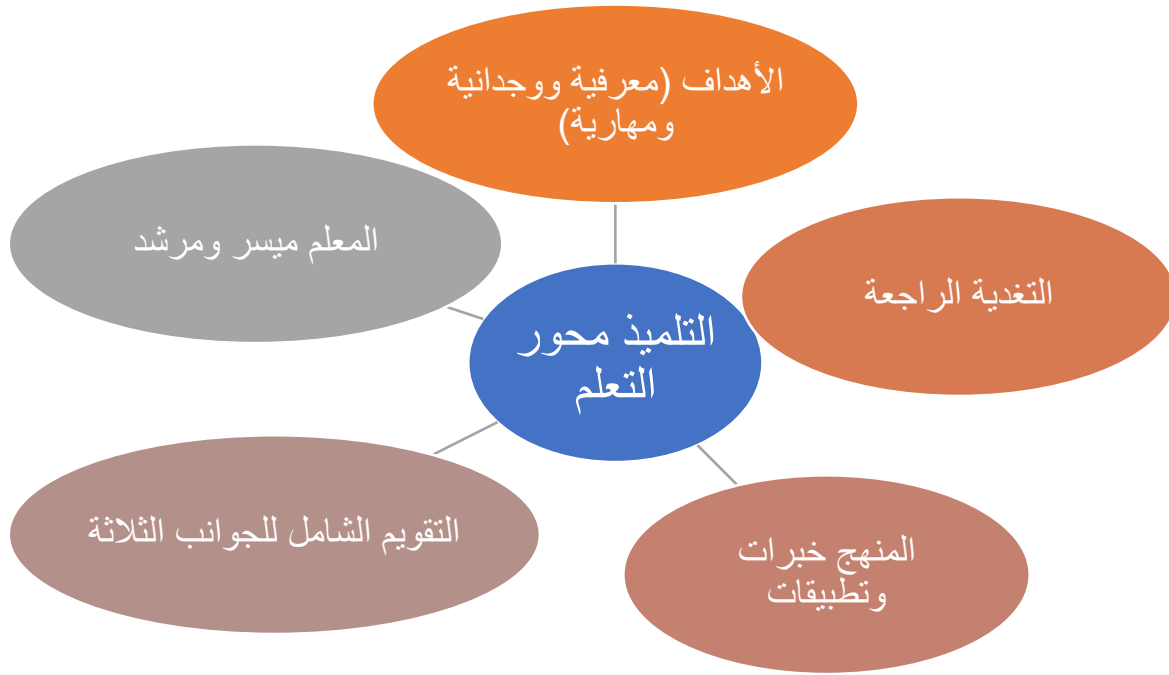 الأهداف (معرفية ووجدانية
ومهارية)
المعلم ميسر ومرشد
التغدية الراجعة
التلميذ محور
التعلم
التقويم الشامل للجوانب الثلاثة
المنهج خبرات
وتطبيقات